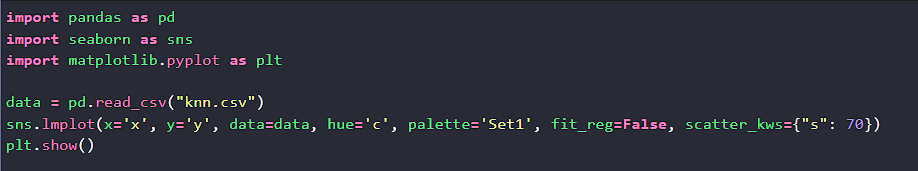 import pandas as pd
import seaborn as sns
import matplotlib.pyplot as plt
data = pd.read_csv("knn.csv")
sns.lmplot(x='x', y='y', data=data, hue='c', palette='Set1', fit_reg=False, scatter_kws={"s": 70})
plt.show()